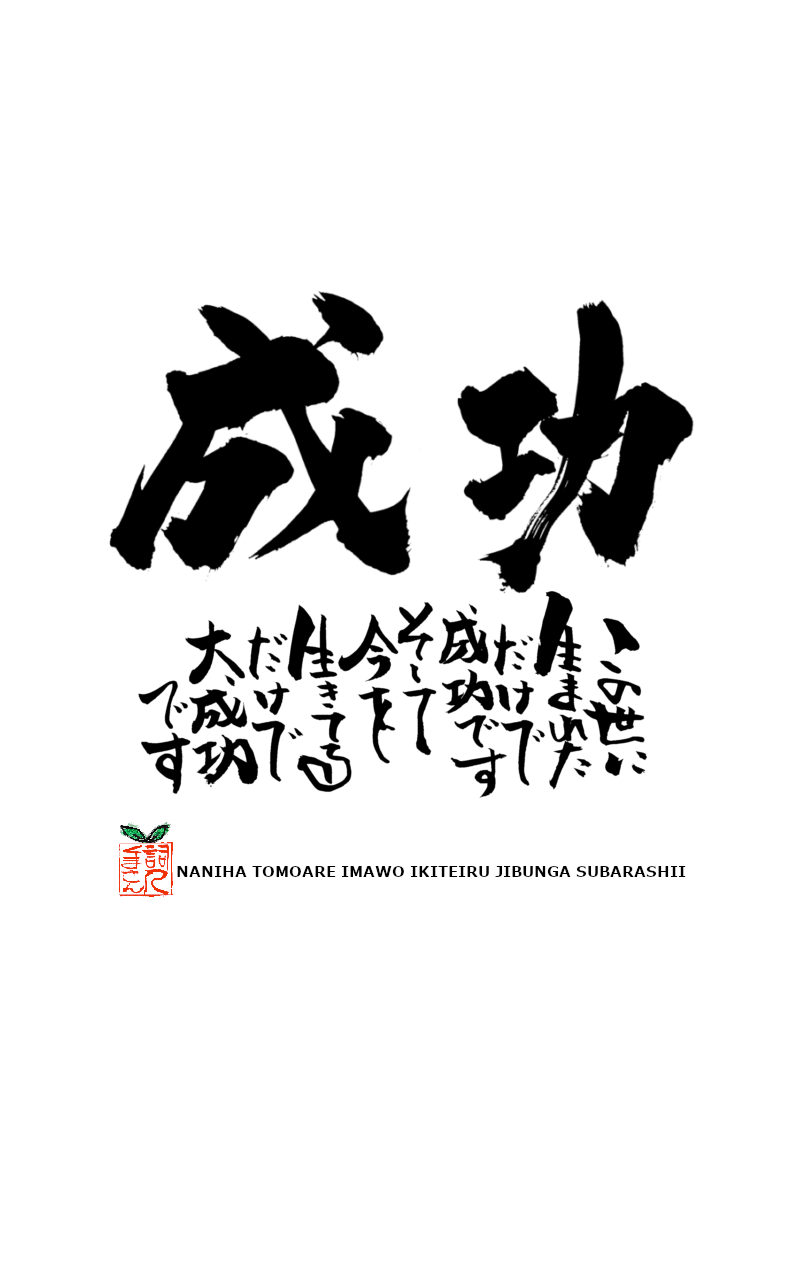 成功
この世に
生まれた
だけで
成功です
そして
今を
生きてる
だけで
大成功
です
NANIHA TOMOARE IMAWO IKITEIRU JIBUNGA SUBARASHII